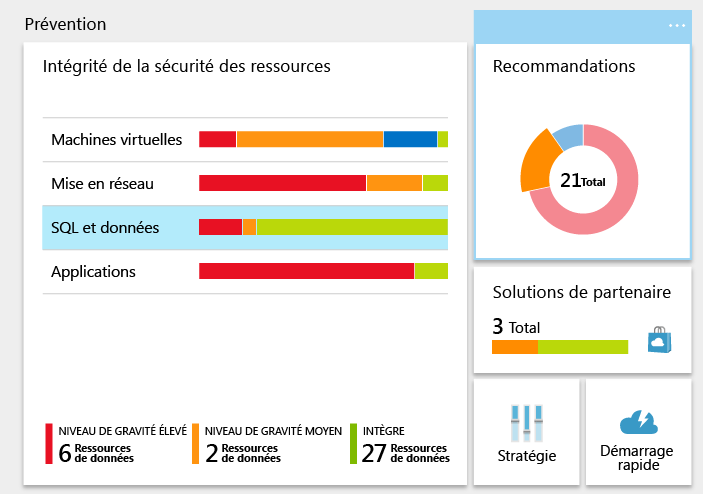 Prévention
Intégrité de la sécurité des ressources
Machines virtuelles
Mise en réseau
SQL et données
Applications
NIVEAU DE GRAVITÉ ÉLEVÉ
6 Ressources
de données
NIVEAU DE GRAVITÉ MOYEN
2 Ressources
de données
INTÈGRE
27 Ressources
de données
Recommandations
21 Total
Solutions de partenaire
3 Total
Stratégie
Démarrage
rapide